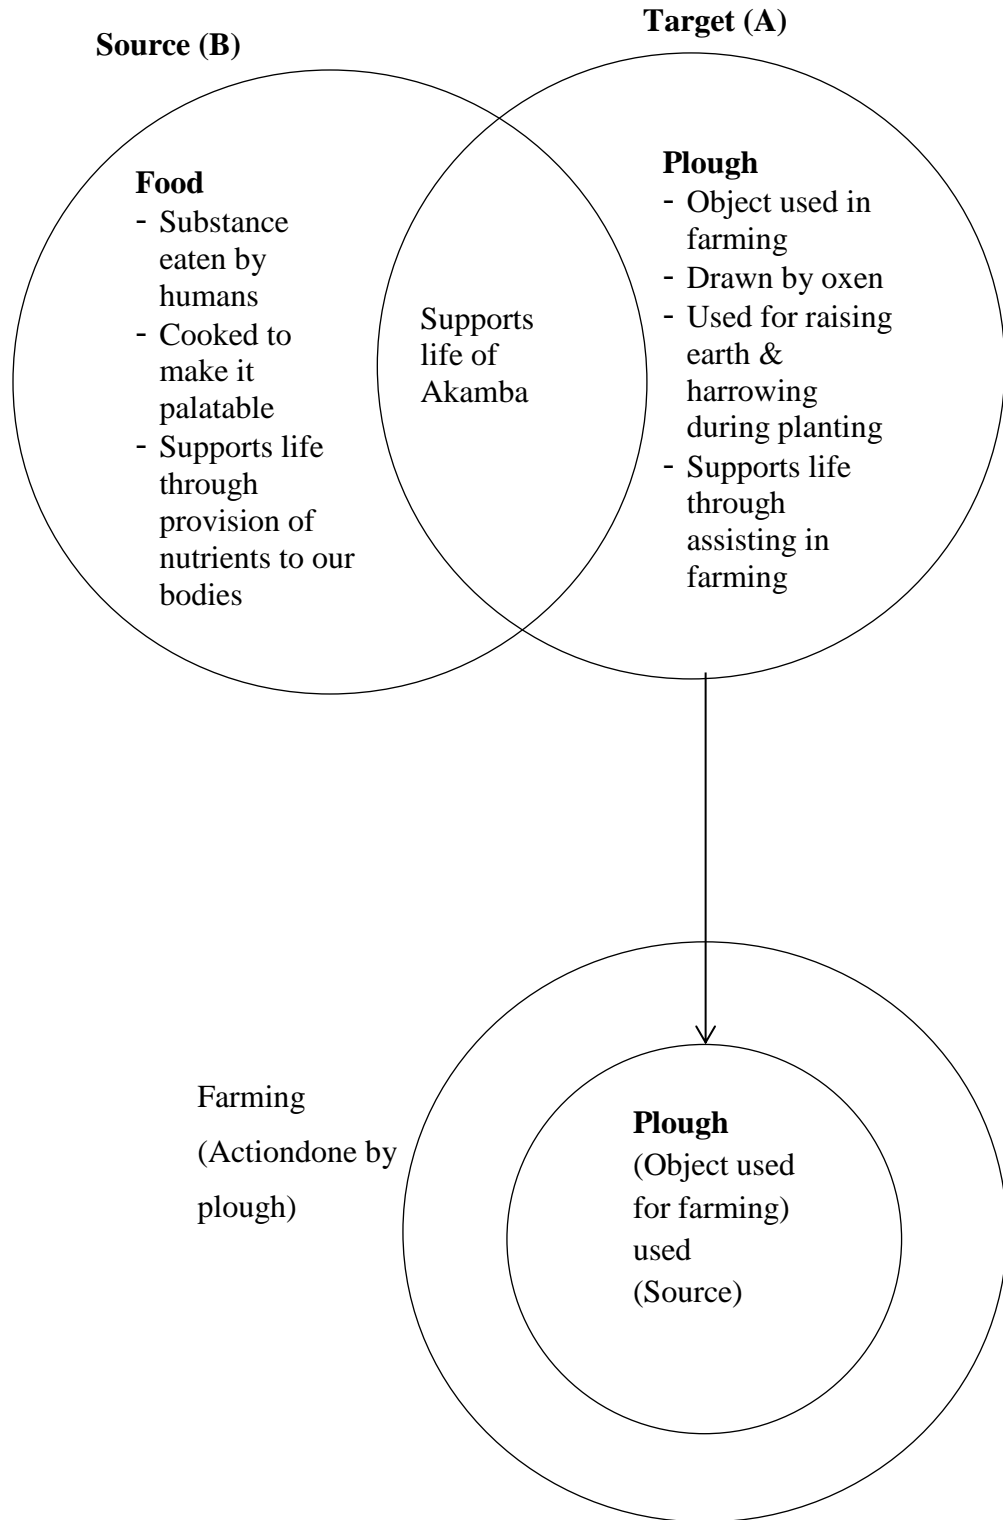 Source (B)
Target (A)
Food
- Substance
eaten by
humans
- Cooked to
make it
palatable
- Supports life
through
provision of
nutrients to our
bodies
Supports
life of
Akamba
Plough
- Object used in
farming
- Drawn by oxen
- Used for raising
earth &
harrowing
during planting
- Supports life
through
assisting in
farming
Farming
(Actiondone by
plough)
Plough
(Object used
for farming)
used
(Source)